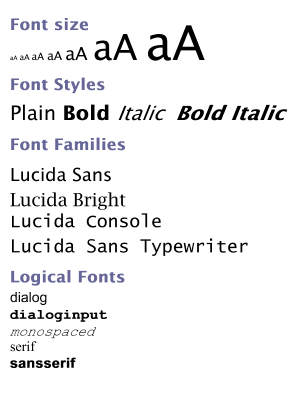 Font size
aA aA aA aA aA aA aA
Font Styles
Plain Bold Italic Bold Italic
Font Families
Lucida Sans
Lucida Bright
Lucida Console
Lucida Sans Typewriter
Logical Fonts
dialog
dialoginput
monospaced
serif
sansserif